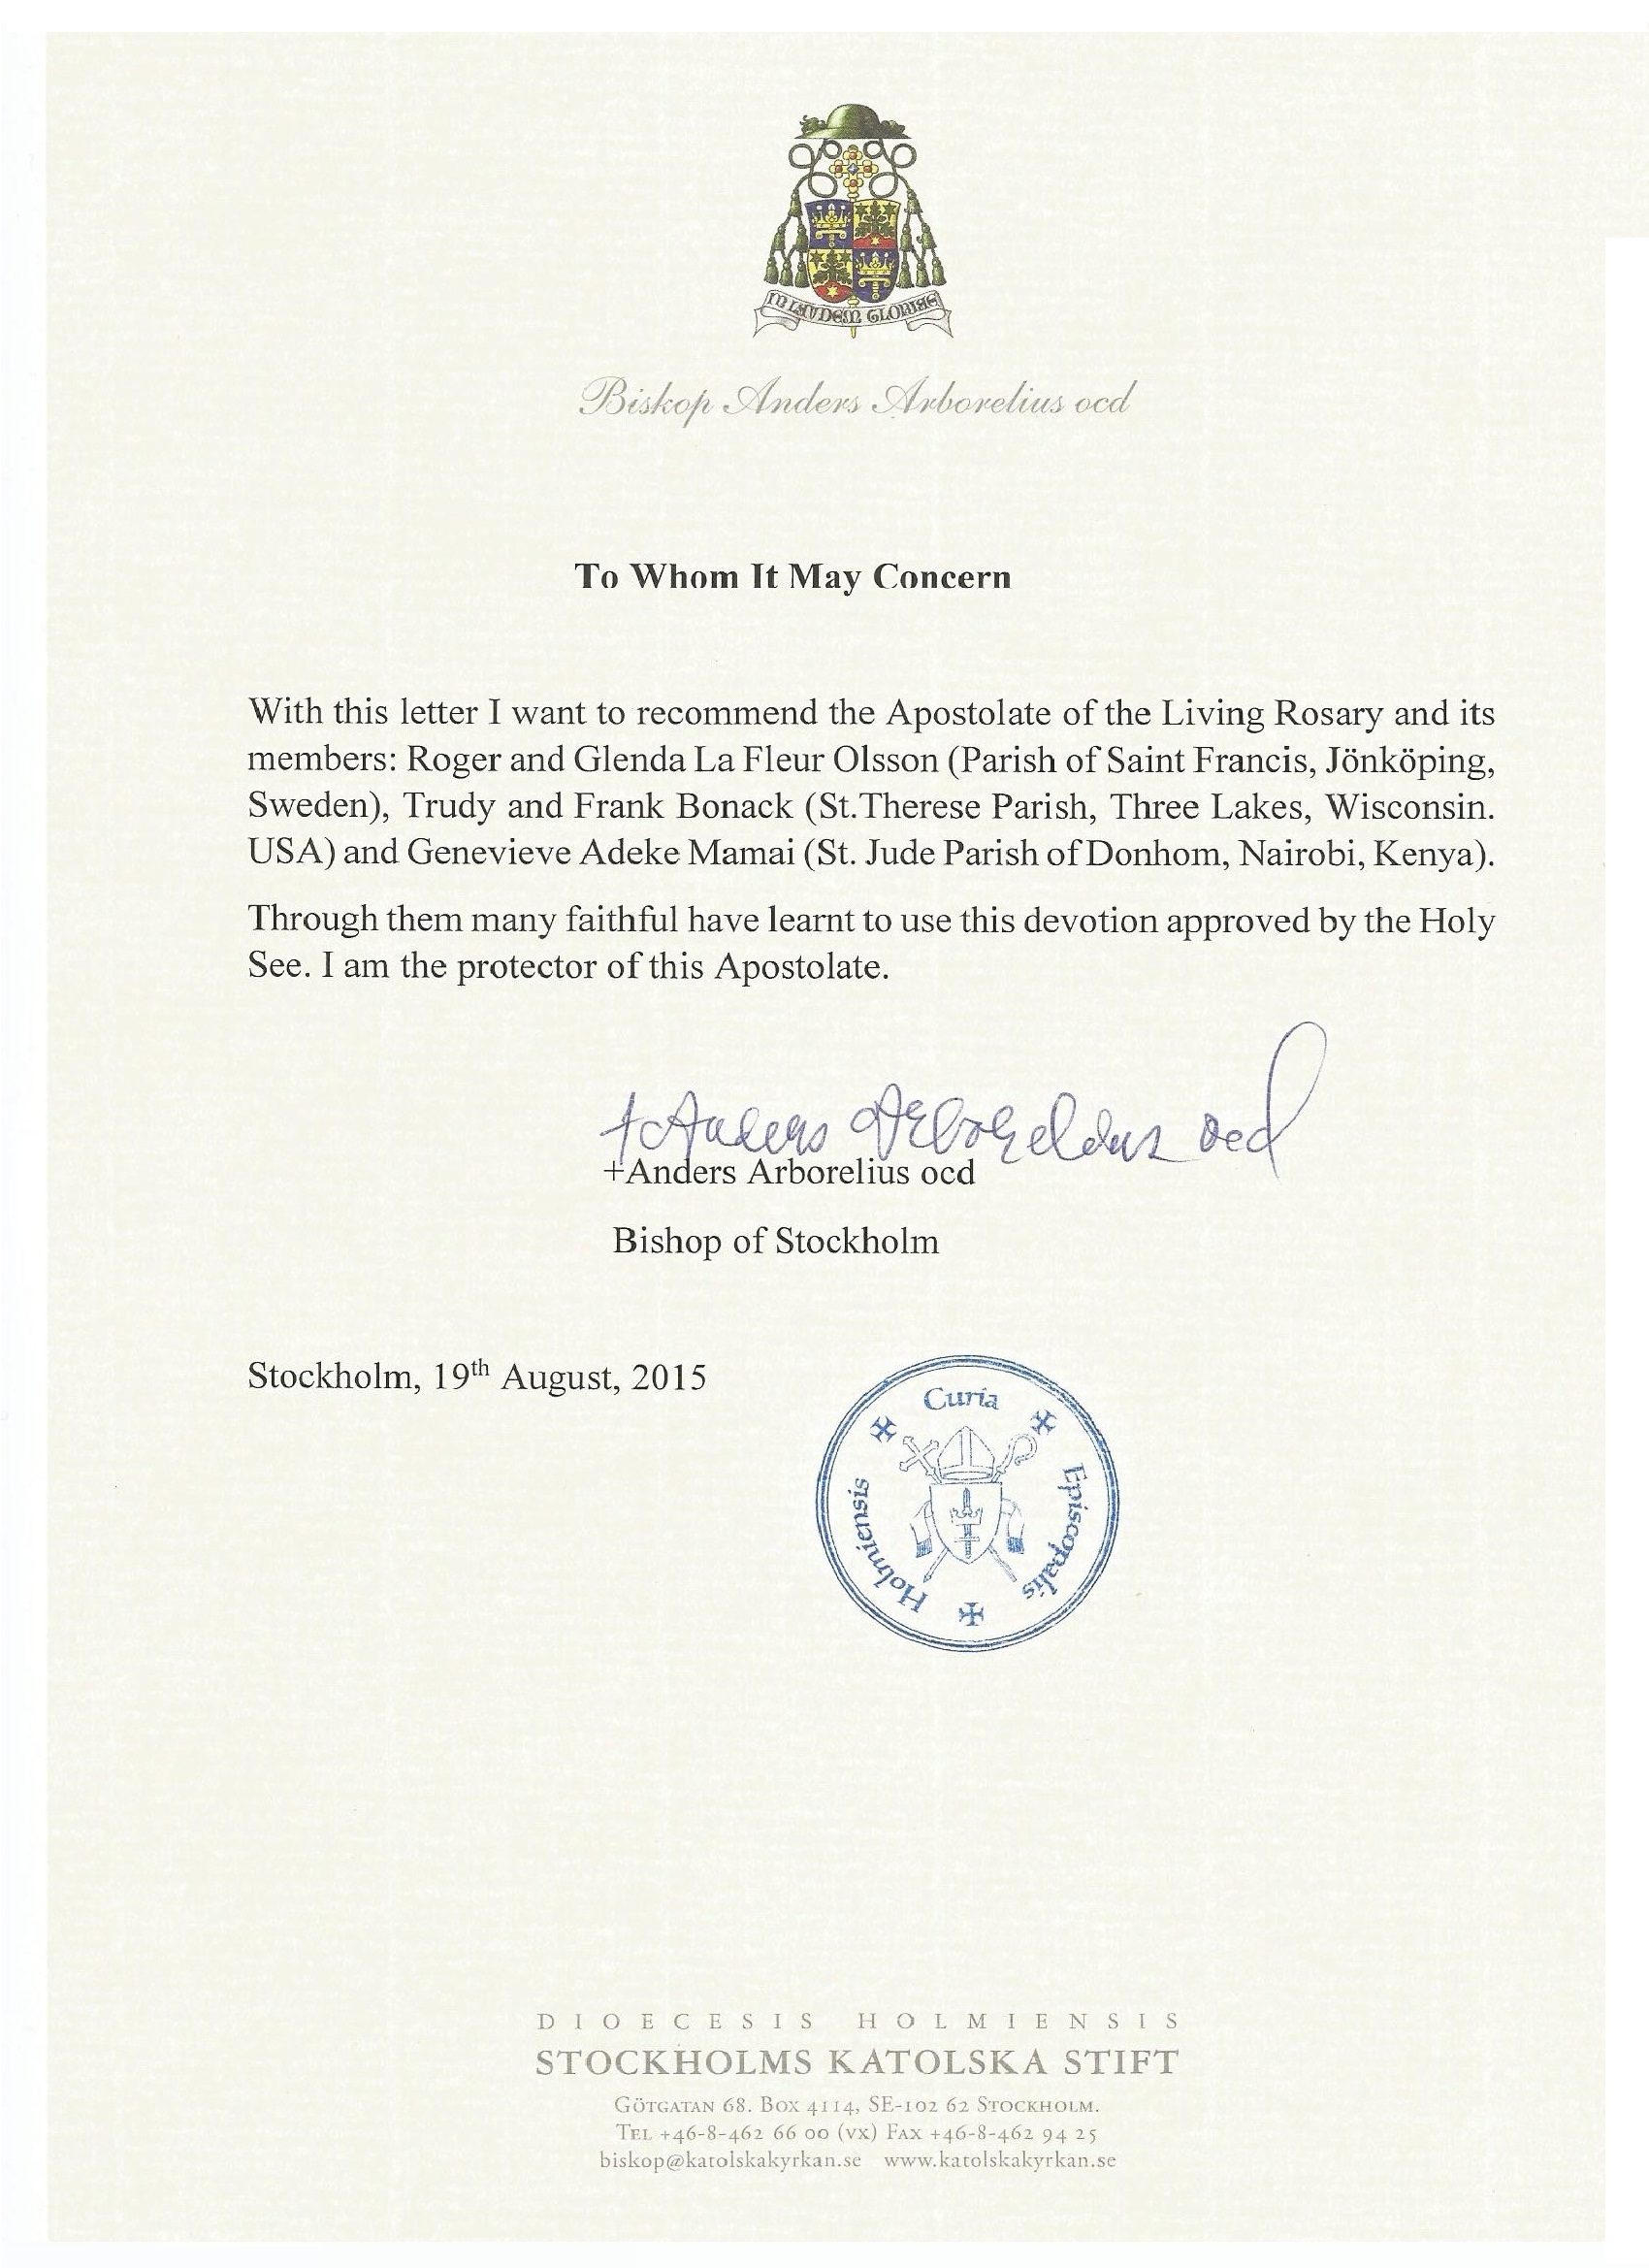 IN LAVDEM GLORIAE
Biskop Anders Arborelius ocd
To Whom It May Concern
With this letter I want to recommend the Apostolate of the Living Rosary and its
members: Roger and Glenda La Fleur Olsson (Parish of Saint Francis, Jönköping,
Sweden), Trudy and Frank Bonack (St.Therese Parish, Three Lakes, Wisconsin.
USA) and Genevieve Adeke Mamai (St. Jude Parish of Donhom, Nairobi, Kenya).
Through them many faithful have learnt to use this devotion approved by the Holy
See. I am the protector of this Apostolate.
+Anders Arborelius ocd
+Anders Arborelius ocd
Bishop of Stockholm
Stockholm, 19th August, 2015
Curia Episcopalis Holmiensis
DIOECESIS HOLMIENSIS
STOCKHOLMS KATOLSKA STIFT
GÖTGATAN 68. BOX 4114, SE-102 62 STOCKHOLM.
TEL +46-8-462 66 00 (VX) FAX +46-8-462 94 25
biskop@katolskakyrkan.se www.katolskakyrkan.se